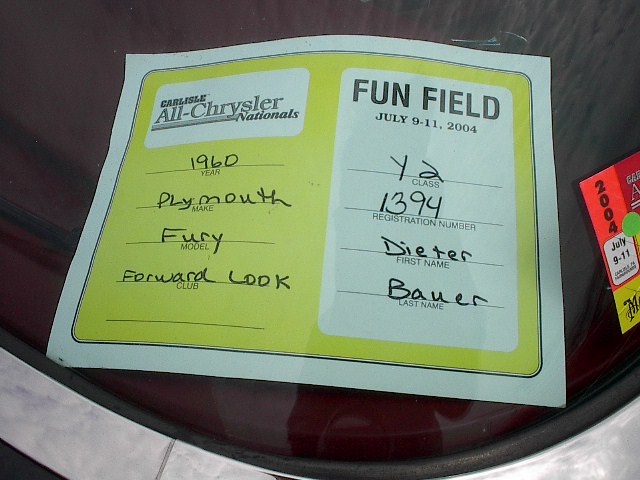 CARLISLE
All-Chrysler
Nationals
1960
YEAR
Plymouth
MAKE
Fury
MODEL
Forward Look
CLUB
FUN FIELD
JULY 9-11, 2004
Y2
CLASS
1394
REGISTRATION NUMBER
Dieter
FIRST NAME
Bauer
LAST NAME
2004
July
9-11